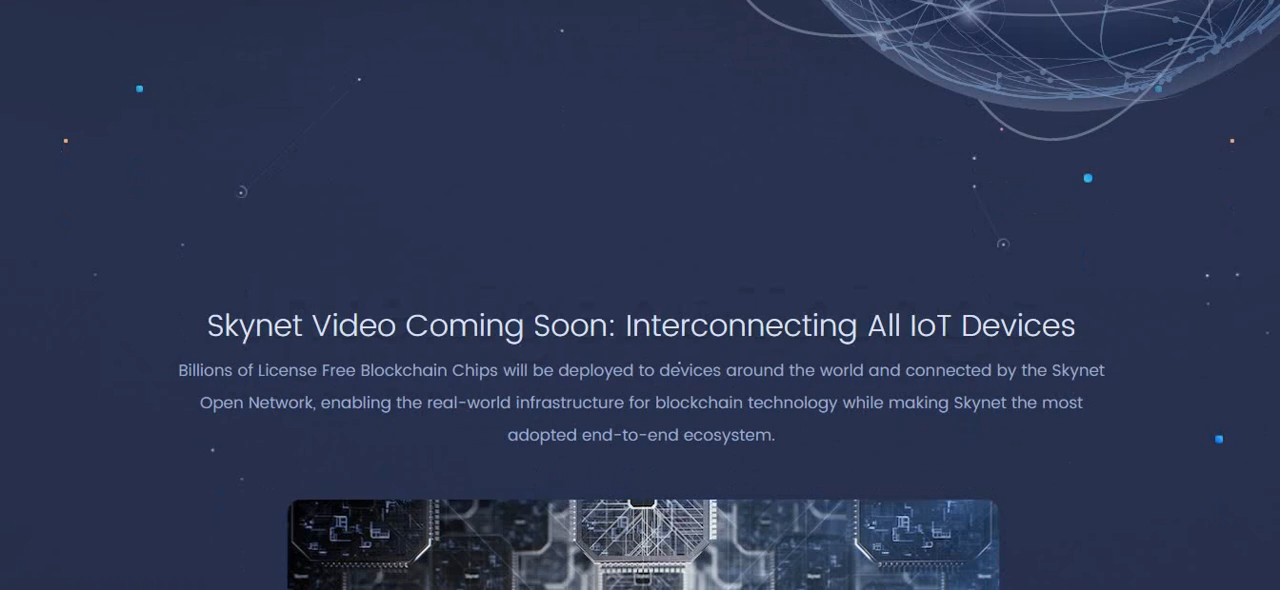 Skynet Video Coming Soon: Interconnecting All IoT Devices
Billions of License Free Blockchain Chips will be deployed to devices around the world and connected by the Skynet
Open Network, enabling the real-world infrastructure for blockchain technology while making Skynet the most
adopted end-to-end ecosystem.